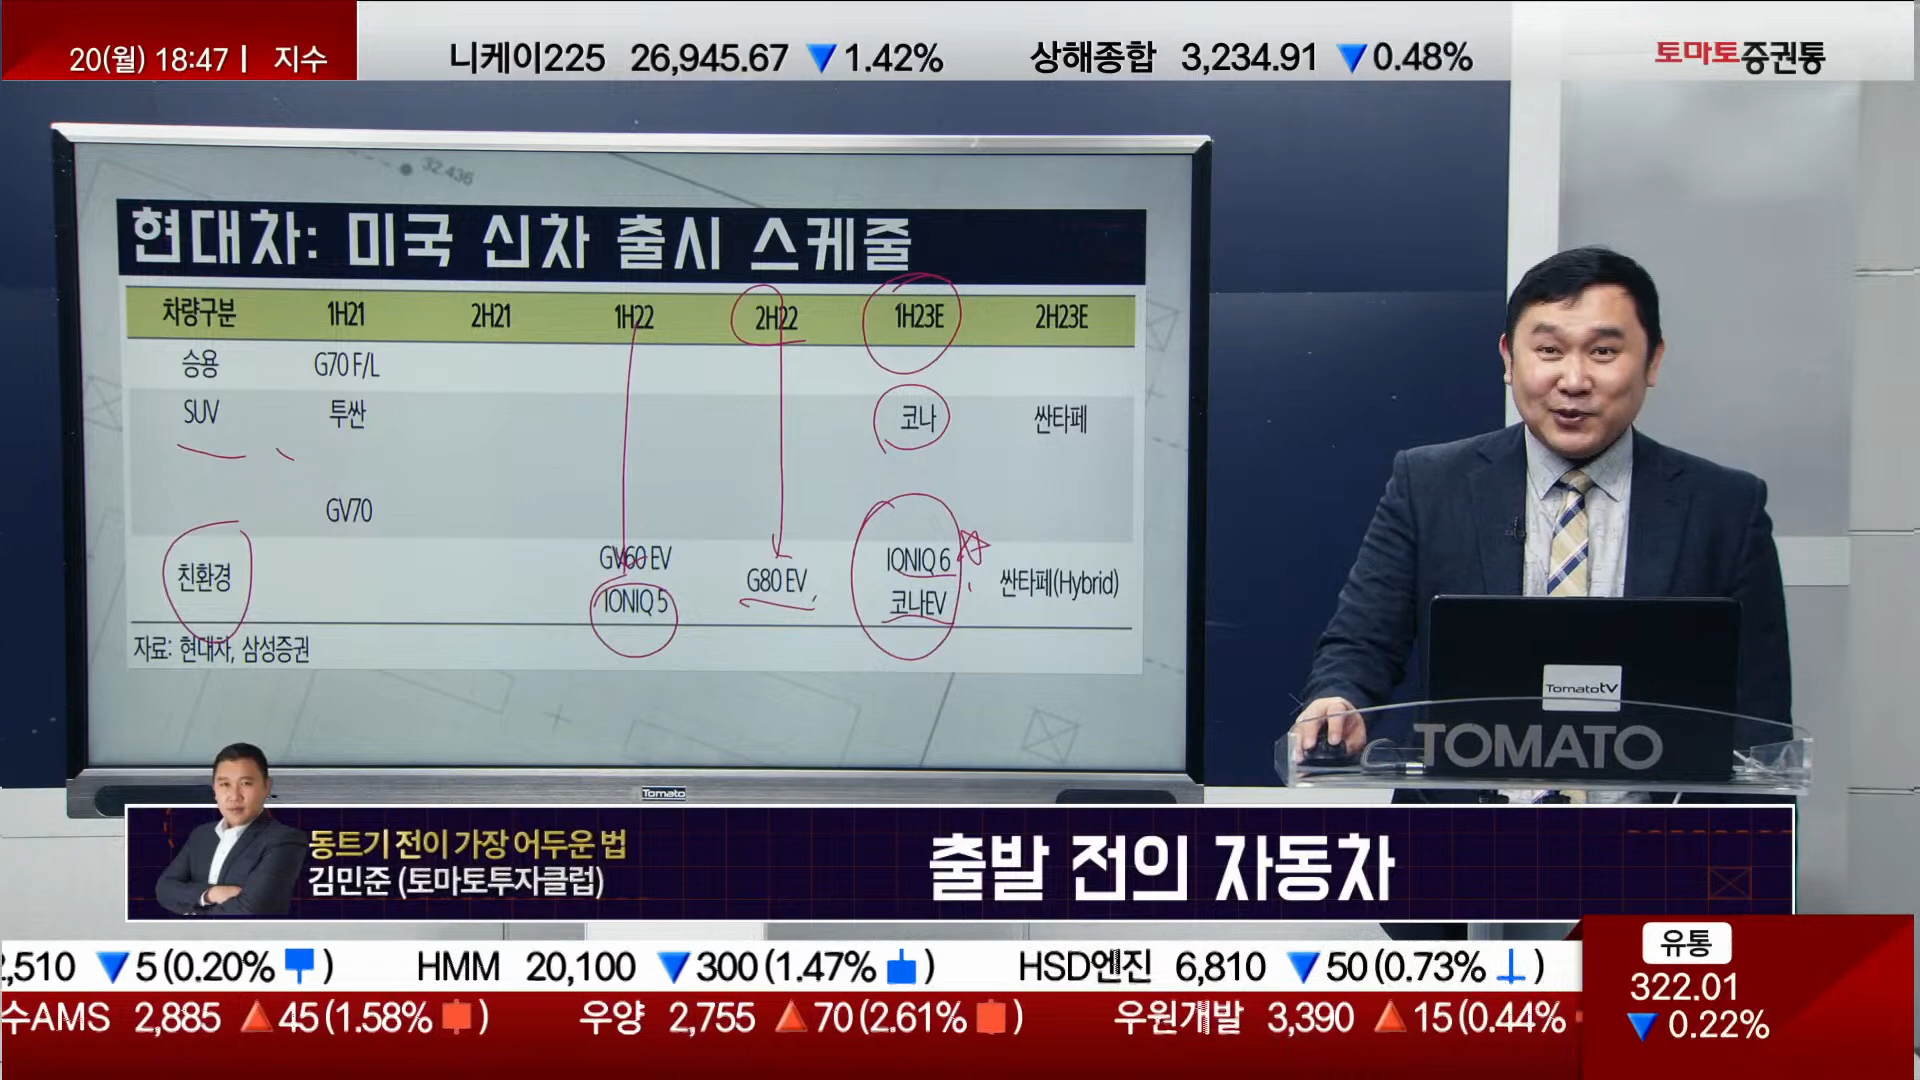 20(월) 18:47 | 지수 니케이225 26,945.67 ▼1.42% 상해종합 3,234.91 ▼0.48% 토마토증권통
32.436
현대차: 미국 신차 출시 스케줄
차량구분 1H21 2H21 1H22 2H22 1H23E 2H23E
승용 G70 F/L
SUV 투싼 코나 싼타페
GV70
친환경 GV60 EV G80 EV IONIQ 6 싼타페(Hybrid)
IONIQ 5 코나EV
자료: 현대차, 삼성증권
TomatoTV
TOMATO
Tomato
동트기 전이 가장 어두운 법
김민준 (토마토투자클럽)
출발 전의 자동차
,510 ▼5(0.20%) HMM 20,100 ▼300(1.47%) HSD엔진 6,810 ▼50(0.73%)
수AMS 2,885 ▲45(1.58%) 우양 2,755 ▲70(2.61%) 우원개발 3,390 ▲15(0.44%
유통
322.01
▼0.22%